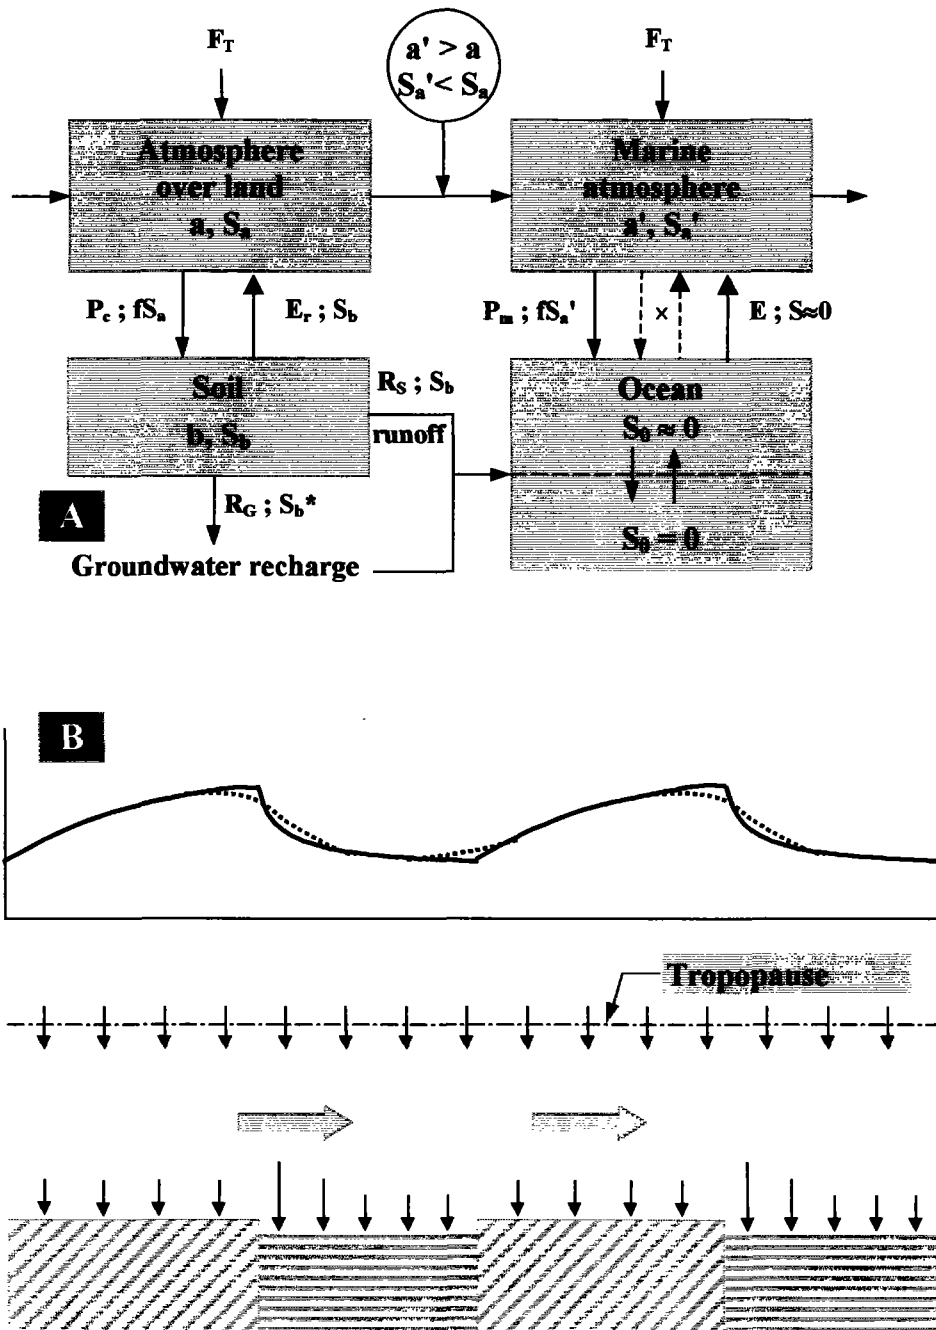 F_T
a' > a
S_a' < S_a
F_T
Atmosphere
over land
a, S_a
Marine
atmosphere
a', S_a'
P_c ; fS_a
E_r ; S_b
P_m ; fS_a'
×
E ; S≈0
Soil
b, S_b
R_S ; S_b
runoff
Ocean
S_0 ≈ 0
S_0 = 0
A
R_G ; S_b*
Groundwater recharge
B
Tropopause